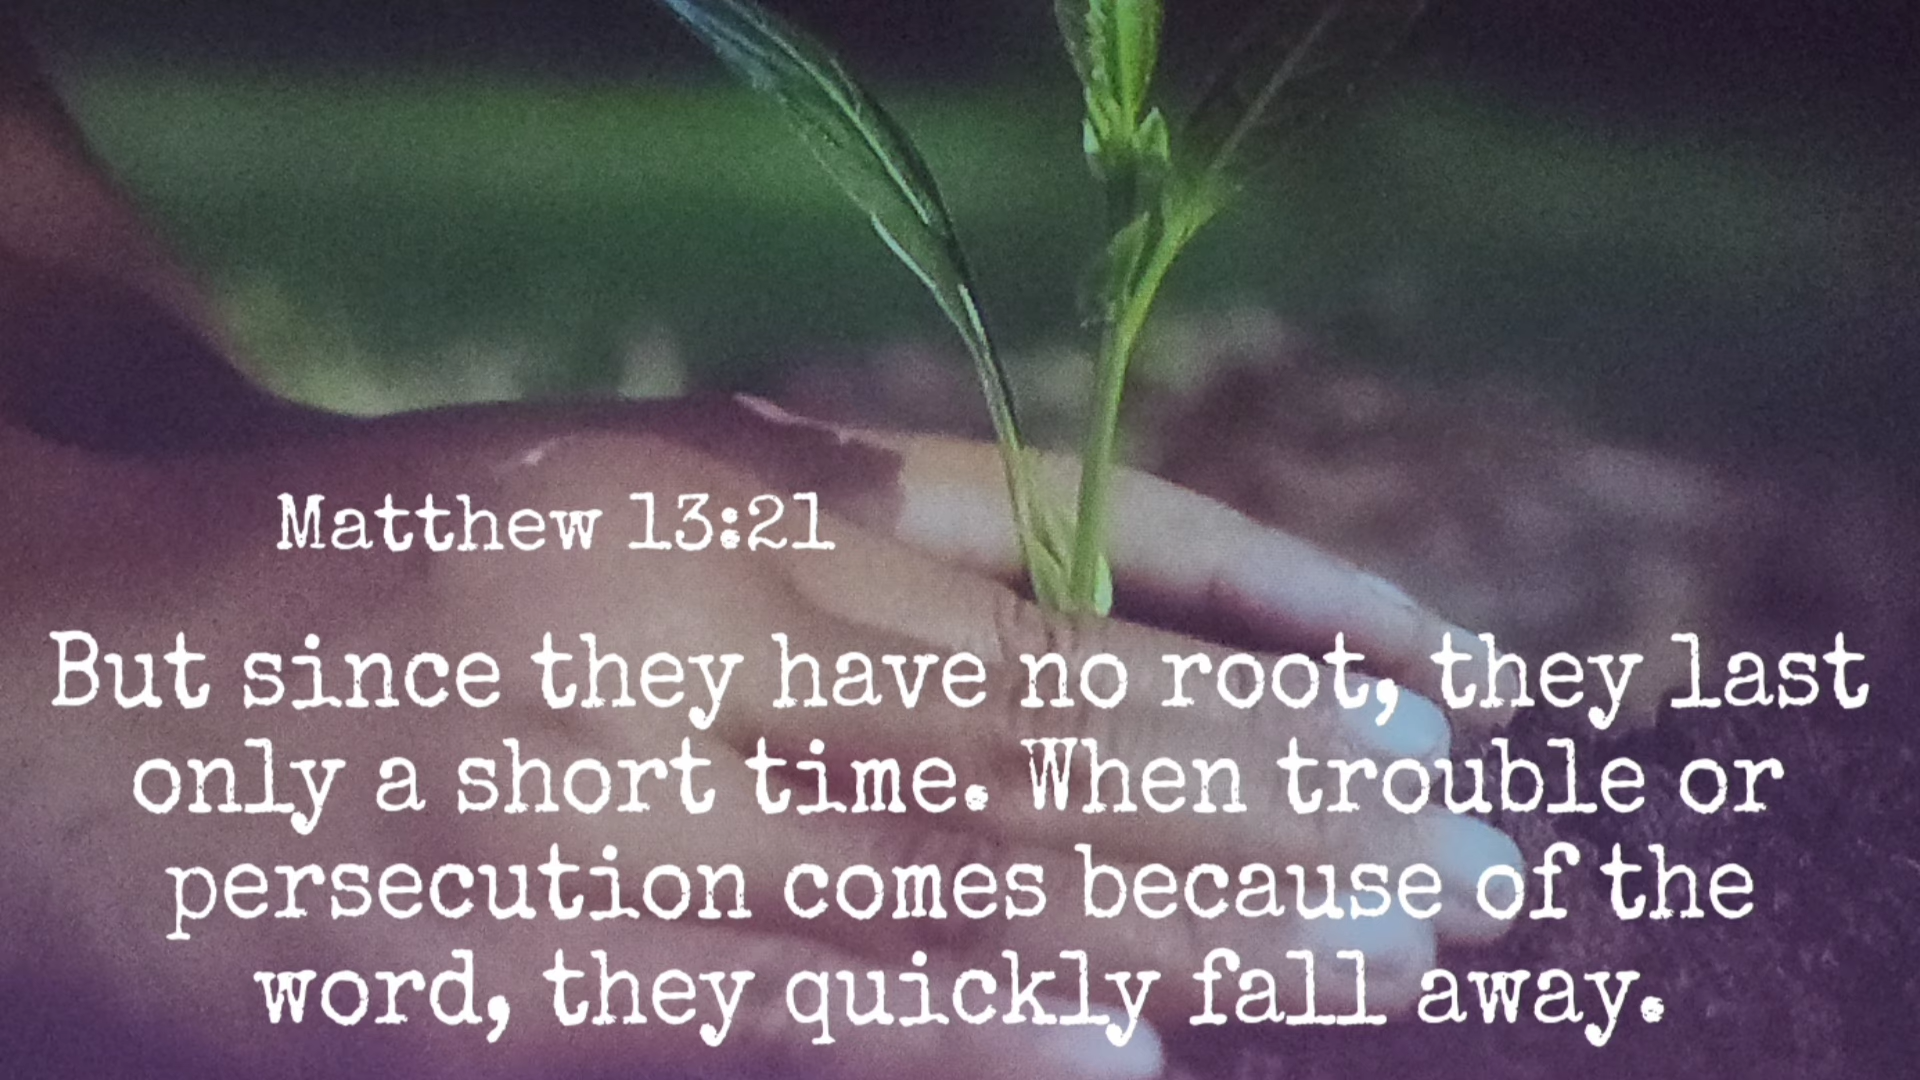 Matthew 13:21
But since they have no root, they last
only a short time. When trouble or
persecution comes because of the
word, they quickly fall away.